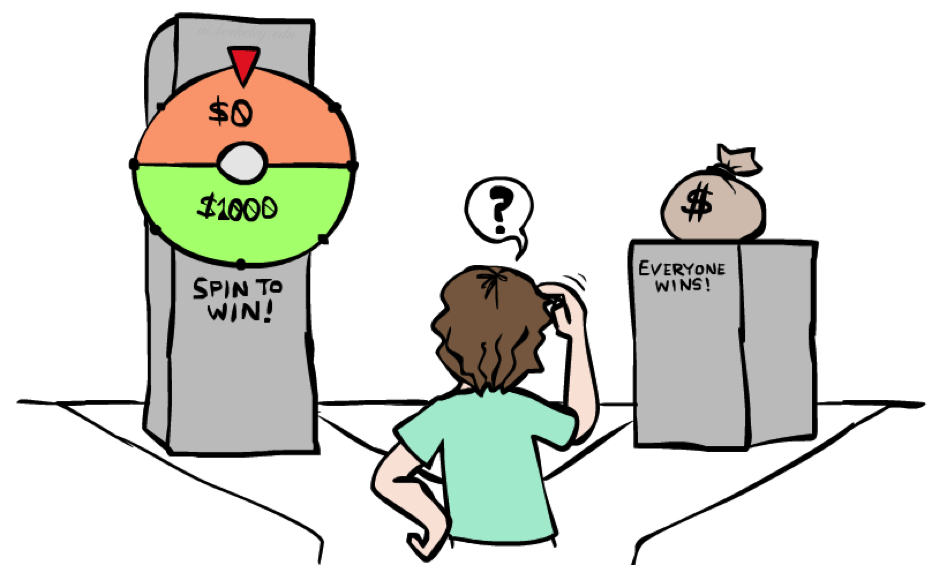 $0
$1000
SPIN TO
WIN!
?
$
EVERYONE
WINS!